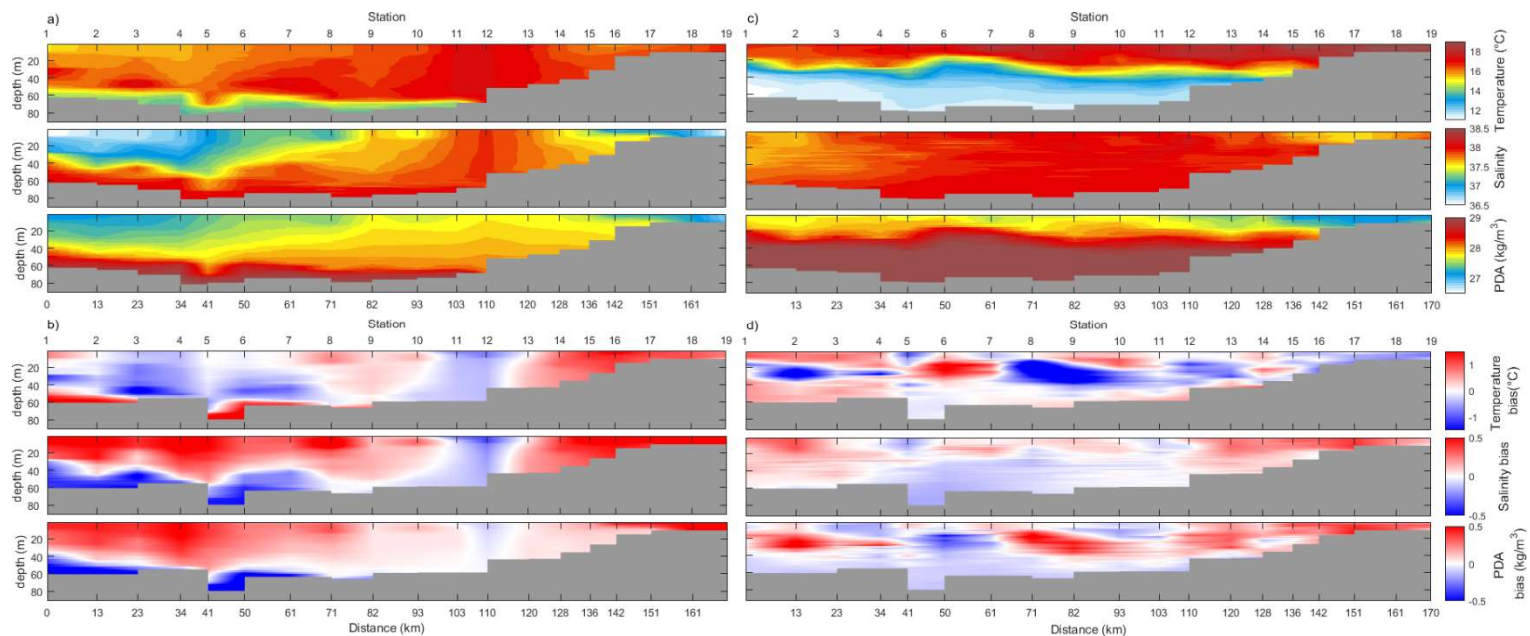 a)
Station
1 2 3 34 5 6 7 8 9 10 11 12 13 14 15 16 17 18 19
depth (m)
20
40
60
80
depth (m)
20
40
60
80
depth (m)
20
40
60
80
0 13 23 34 41 50 61 71 82 93 103 110 120 128 136 142 151 161
c)
Station
1 2 3 34 5 6 7 8 9 10 11 12 13 14 15 16 17 18 19
Temperature (°C)
18
16
14
12
Salinity
38.5
38
37.5
37
36.5
PDA (kg/m³)
29
28
27
13 23 34 41 50 61 71 82 93 103 110 120 128 136 142 151 161 170
b)
Station
1 2 3 34 5 6 7 8 9 10 11 12 13 14 15 16 17 18 19
depth (m)
20
40
60
80
depth (m)
20
40
60
80
depth (m)
20
40
60
80
0 13 23 34 41 50 61 71 82 93 103 110 120 128 136 142 151 161
Distance (km)
d)
Station
1 2 3 34 5 6 7 8 9 10 11 12 13 14 15 16 17 18 19
Temperature
bias(°C)
1
0
-1
Salinity bias
0.5
0
-0.5
PDA
bias (kg/m³)
0.5
0
-0.5
13 23 34 41 50 61 71 82 93 103 110 120 128 136 142 151 161 170
Distance (km)